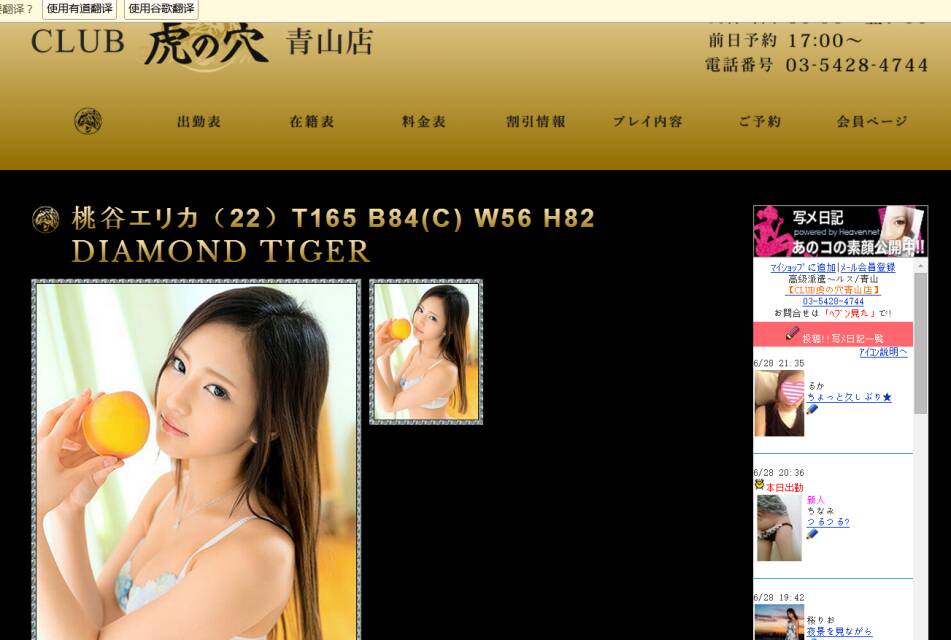 翻译？ 使用有道翻译 使用谷歌翻译
CLUB 虎の穴 青山店
前日予約 17:00～
電話番号 03-5428-4744
出勤表 在籍表 料金表 割引情報 プレイ内容 ご予約 会員ページ
桃谷エリカ（22）T165 B84(C) W56 H82
DIAMOND TIGER
写メ日記
powered by Heavennet
あのコの素顔公開中!!
ﾏｲｼｮｯﾌﾟに追加|ﾒｰﾙ会員登録
高級派遣ヘルス/青山
【CLUB虎の穴青山店】
03-5428-4744
お問合せは「ヘブン見た」で!
投稿!!写メ日記一覧
ｱｲｺﾝ説明へ
6/28 21:35
るか
ちょっと久しぶり★
6/28 20:36
本日出勤
新人
ちなみ
つるつる?
6/28 19:42
桜りお
夜景を見ながら